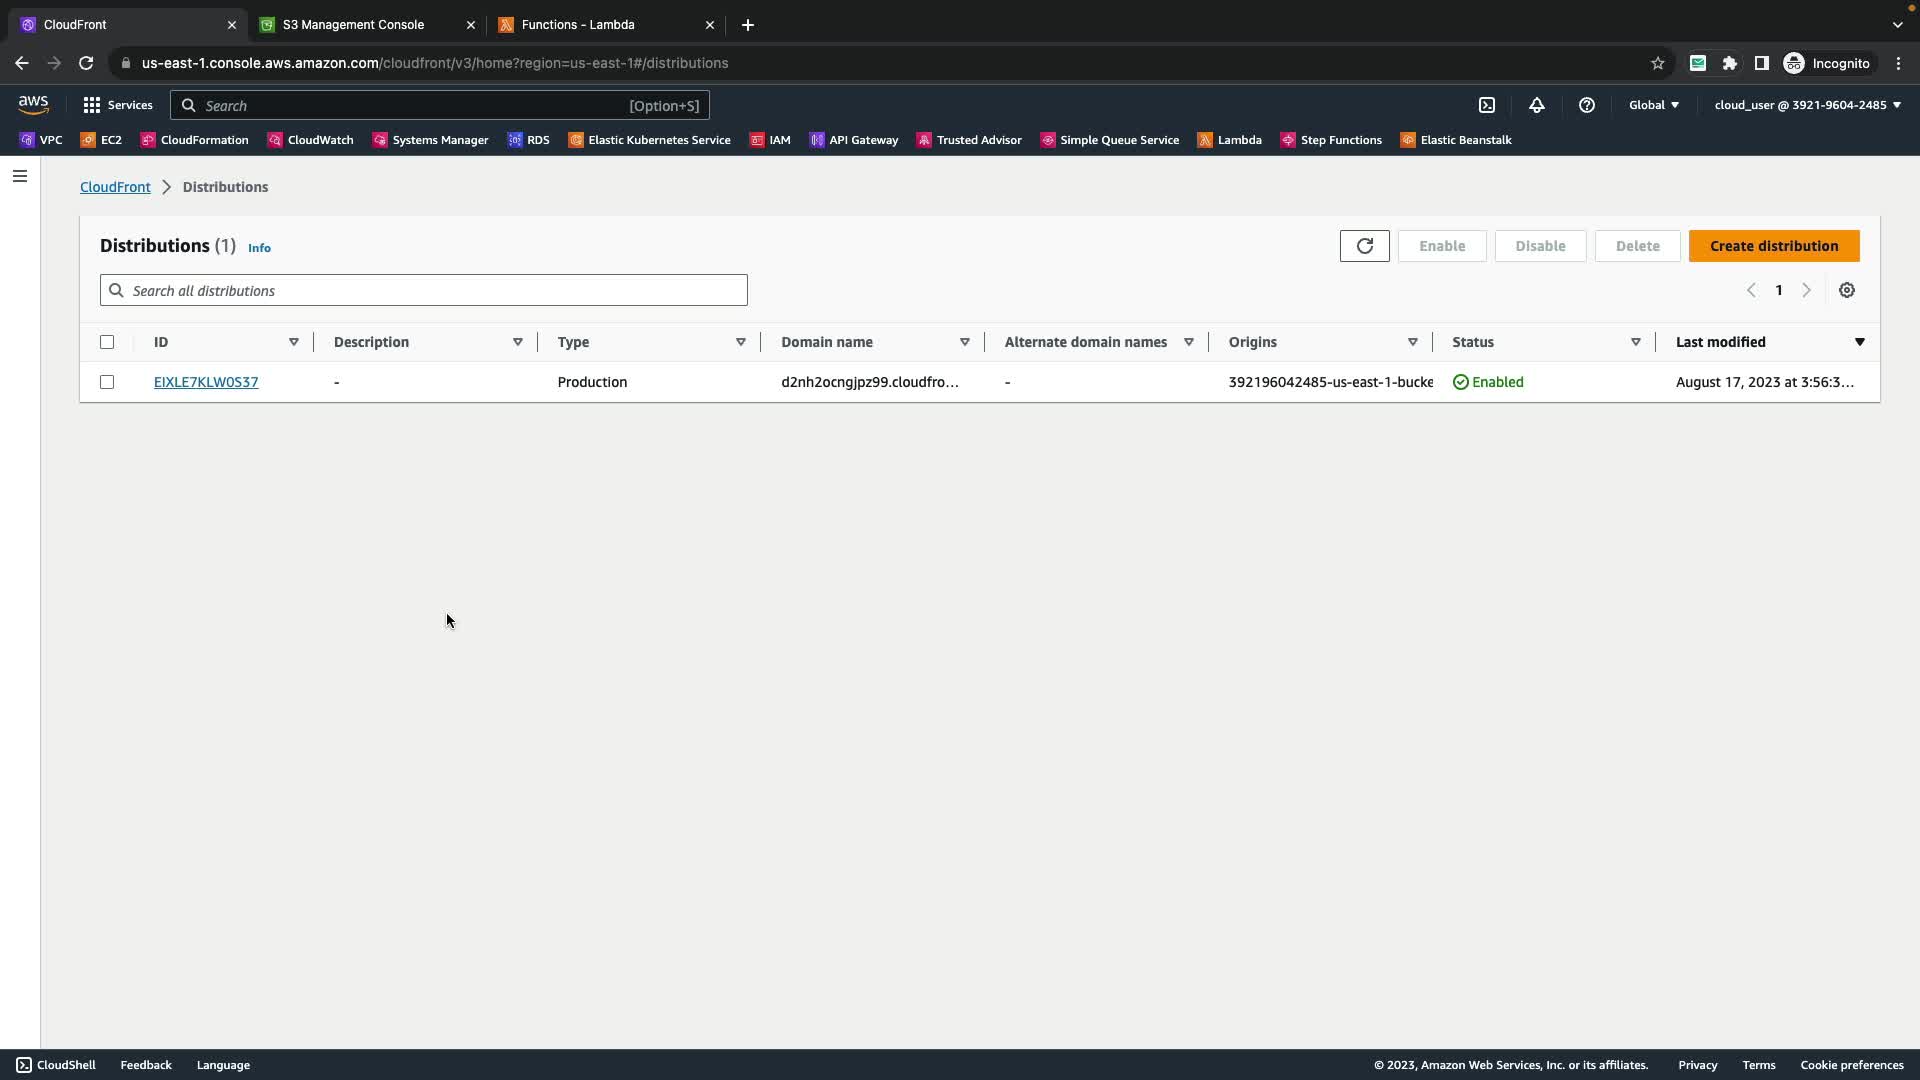 CloudFront
S3 Management Console
Functions - Lambda
us-east-1.console.aws.amazon.com/cloudfront/v3/home?region=us-east-1#/distributions
Incognito
aws
Services
Search
[Option+S]
Global
cloud_user @ 3921-9604-2485
VPC
EC2
CloudFormation
CloudWatch
Systems Manager
RDS
Elastic Kubernetes Service
IAM
API Gateway
Trusted Advisor
Simple Queue Service
Lambda
Step Functions
Elastic Beanstalk
CloudFront > Distributions
Distributions (1) Info
Enable
Disable
Delete
Create distribution
Search all distributions
1
ID
Description
Type
Domain name
Alternate domain names
Origins
Status
Last modified
EIXLE7KLW0S37
-
Production
d2nh2ocngjpz99.cloudfro...
-
392196042485-us-east-1-bucke
Enabled
August 17, 2023 at 3:56:3...
CloudShell
Feedback
Language
© 2023, Amazon Web Services, Inc. or its affiliates.
Privacy
Terms
Cookie preferences